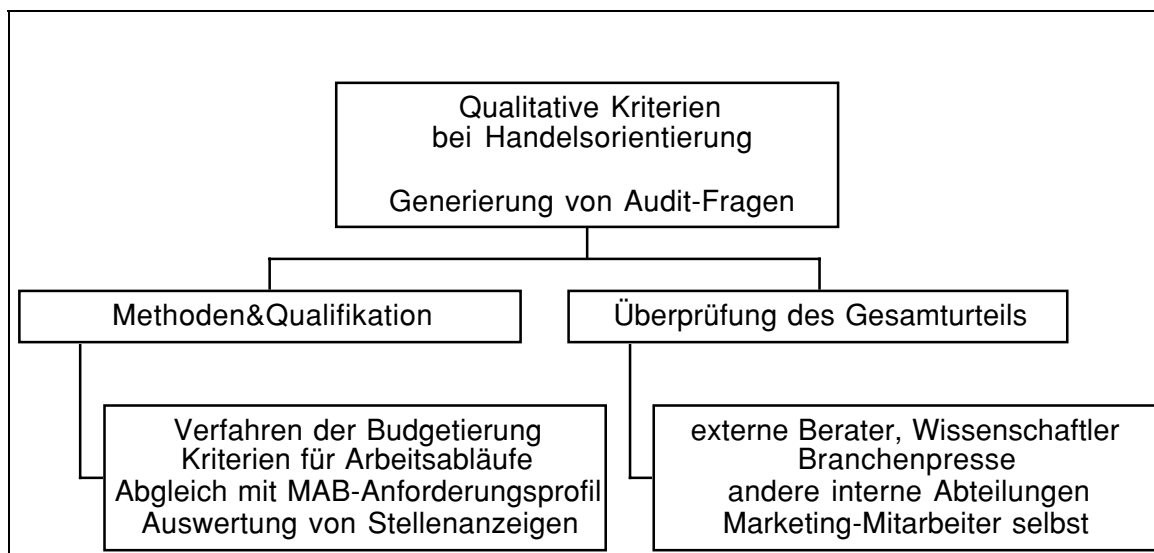 Qualitative Kriterien
bei Handelsorientierung
Generierung von Audit-Fragen
Methoden&Qualifikation
Überprüfung des Gesamturteils
Verfahren der Budgetierung
Kriterien für Arbeitsabläufe
Abgleich mit MAB-Anforderungsprofil
Auswertung von Stellenanzeigen
externe Berater, Wissenschaftler
Branchenpresse
andere interne Abteilungen
Marketing-Mitarbeiter selbst